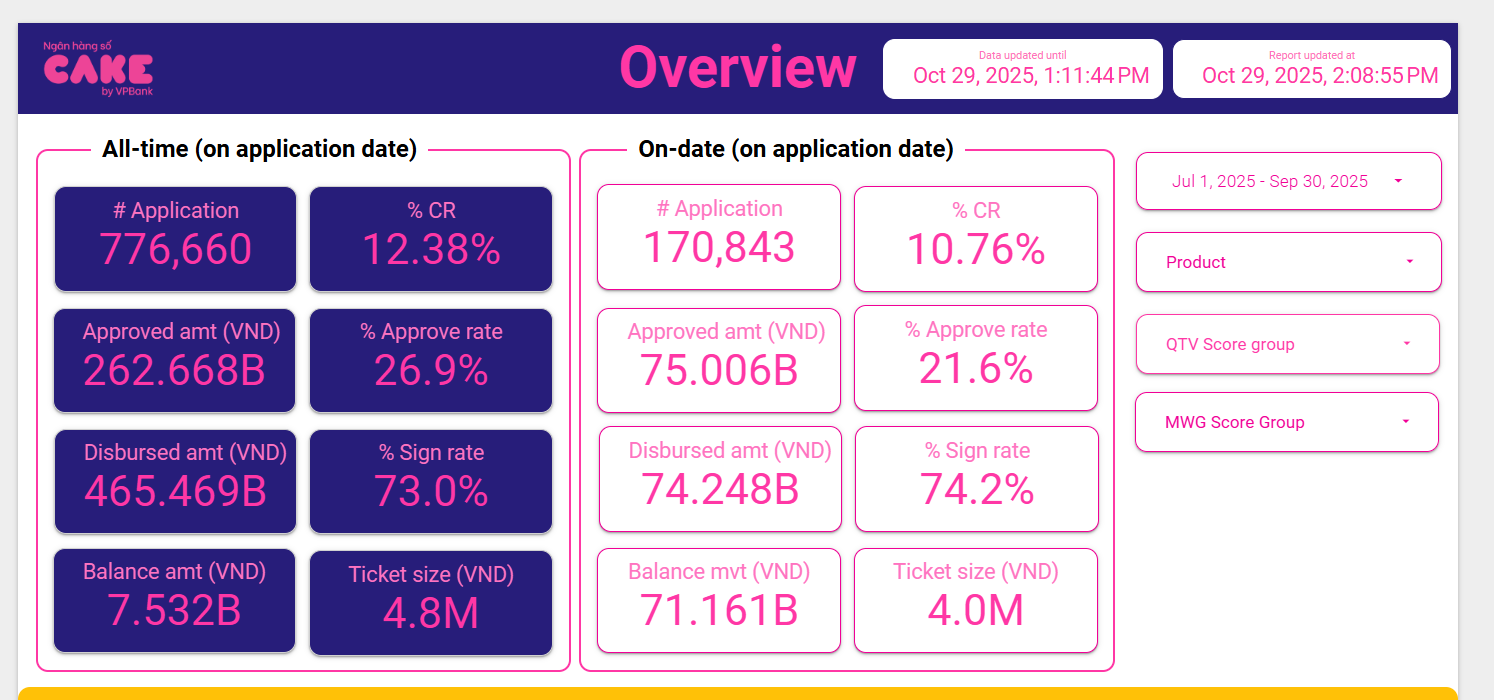 Ngân hàng số
CAKE
by VPBank
Overview
Data updated until
Oct 29, 2025, 1:11:44 PM
Report updated at
Oct 29, 2025, 2:08:55 PM
All-time (on application date)
# Application
776,660
% CR
12.38%
Approved amt (VND)
262.668B
% Approve rate
26.9%
Disbursed amt (VND)
465.469B
% Sign rate
73.0%
Balance amt (VND)
7.532B
Ticket size (VND)
4.8M
On-date (on application date)
# Application
170,843
% CR
10.76%
Approved amt (VND)
75.006B
% Approve rate
21.6%
Disbursed amt (VND)
74.248B
% Sign rate
74.2%
Balance mvt (VND)
71.161B
Ticket size (VND)
4.0M
Jul 1, 2025 - Sep 30, 2025
Product
QTV Score group
MWG Score Group